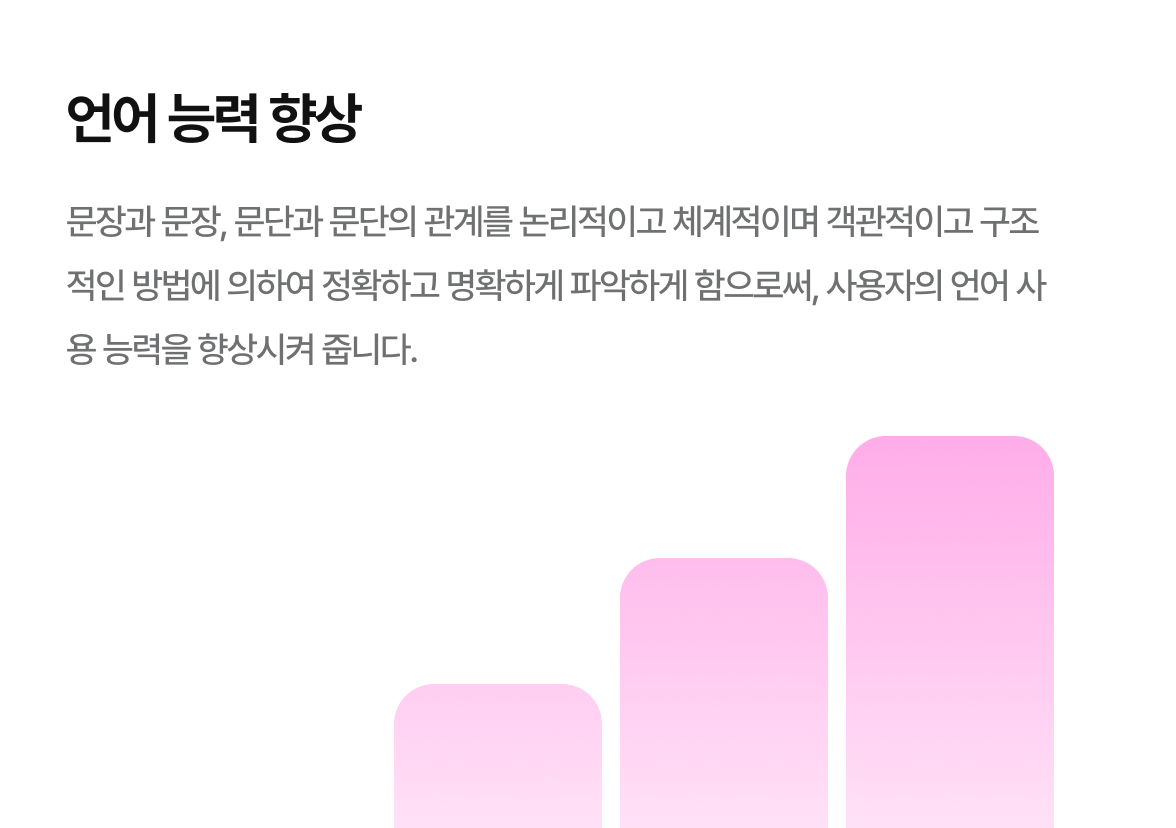 언어 능력 향상
문장과 문장, 문단과 문단의 관계를 논리적이고 체계적이며 객관적이고 구조
적인 방법에 의하여 정확하고 명확하게 파악하게 함으로써, 사용자의 언어 사
용 능력을 향상시켜 줍니다.